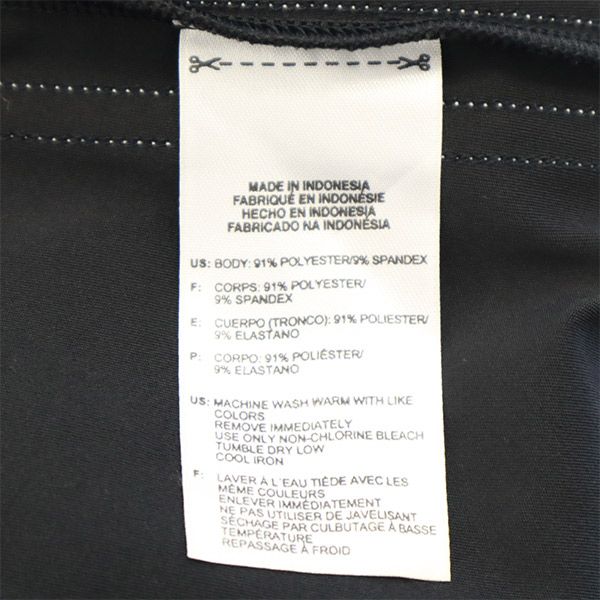 MADE IN INDONESIA
FABRIQUÉ EN INDONÉSIE
HECHO EN INDONESIA
FABRICADO NA INDONÉSIA
US: BODY: 91% POLYESTER/9% SPANDEX
F: CORPS: 91% POLYESTER/
9% SPANDEX
E: CUERPO (TRONCO): 91% POLIESTER/
9% ELASTANO
P: CORPO: 91% POLIÉSTER/
9% ELASTANO
US: MACHINE WASH WARM WITH LIKE
COLORS
REMOVE IMMEDIATELY
USE ONLY NON-CHLORINE BLEACH
TUMBLE DRY LOW
COOL IRON
F: LAVER À L'EAU TIÈDE AVEC LES
MÊME COULEURS
ENLEVER IMMÉDIATEMENT
NE PAS UTILISER DE JAVELISANT
SÉCHAGE PAR CULBUTAGE À BASSE
TEMPÉRATURE
REPASSAGE À FROID